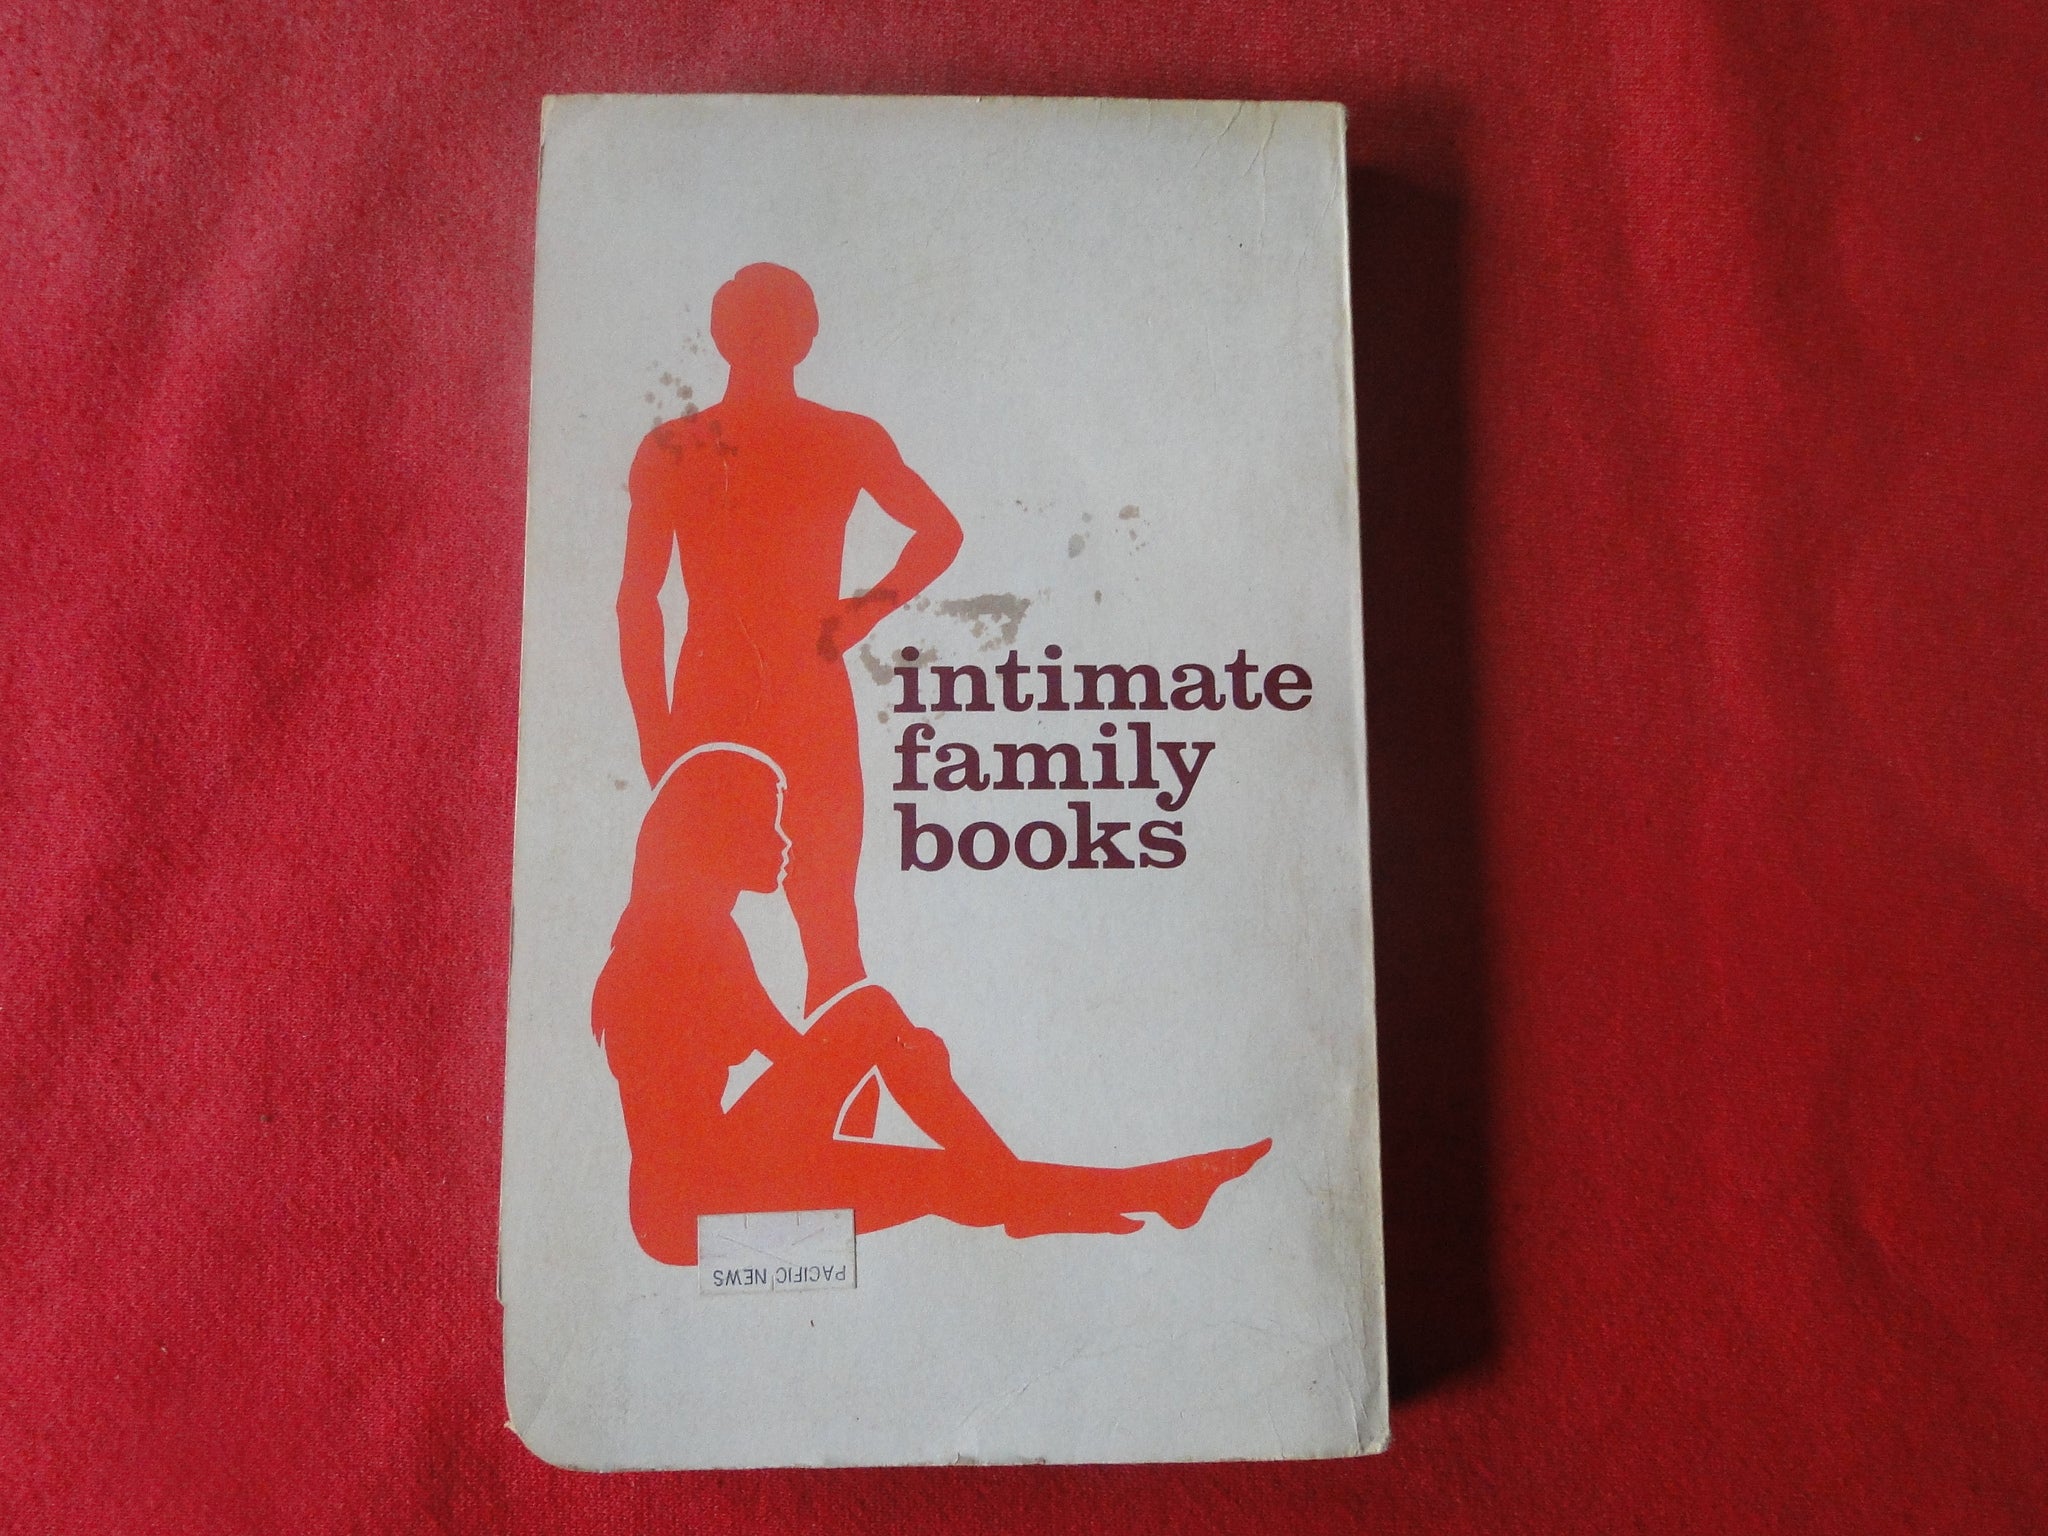 intimate
family
books
PACIFIC NEWS